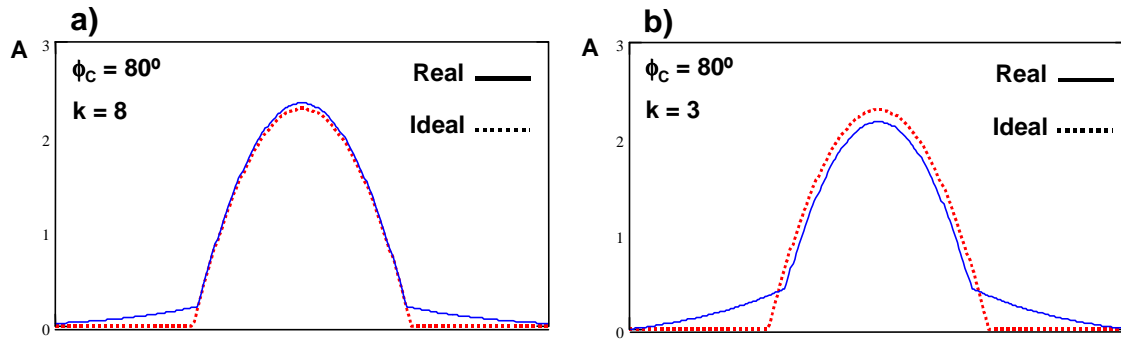 a)
A
3
2
1
0
ϕC = 80º
k = 8
Real
Ideal
b)
A
3
2
1
0
ϕC = 80º
k = 3
Real
Ideal